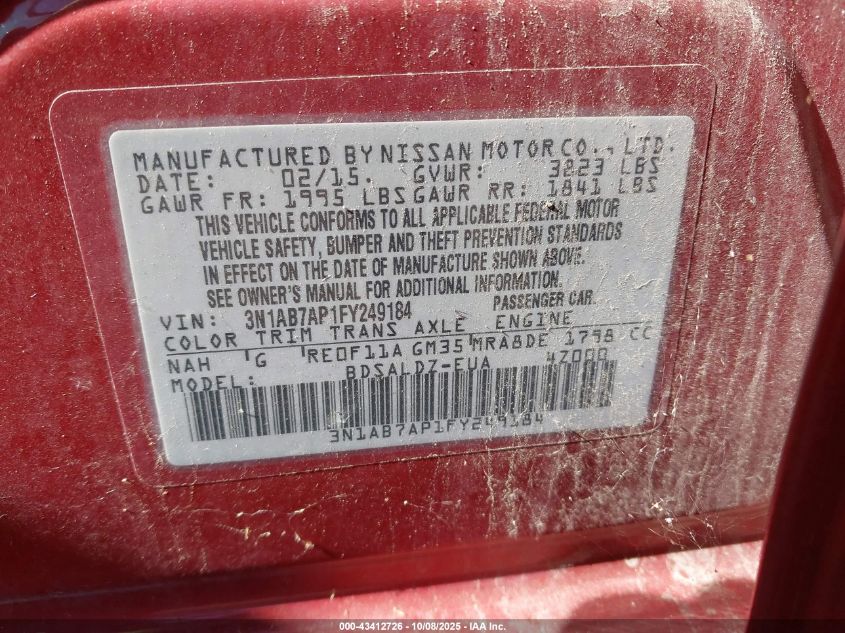 MANUFACTURED BY NISSAN MOTOR CO., LTD.
DATE: 02/15. GVWR: 3223 LBS
GAWR FR: 1995 LBS GAWR RR: 1841 LBS
THIS VEHICLE CONFORMS TO ALL APPLICABLE FEDERAL MOTOR
VEHICLE SAFETY, BUMPER AND THEFT PREVENTION STANDARDS
IN EFFECT ON THE DATE OF MANUFACTURE SHOWN ABOVE.
SEE OWNER'S MANUAL FOR ADDITIONAL INFORMATION
PASSENGER CAR.
VIN: 3N1AB7AP1FY249184
COLOR TRIM TRANS AXLE ENGINE
NAH G RE0F11A GM35 MRA8DE 1798 CC
MODEL: BDSALDZ-EUA 4Z000
3N1AB7AP1FY249184
000-43412726 - 10/08/2025 - IAA Inc.